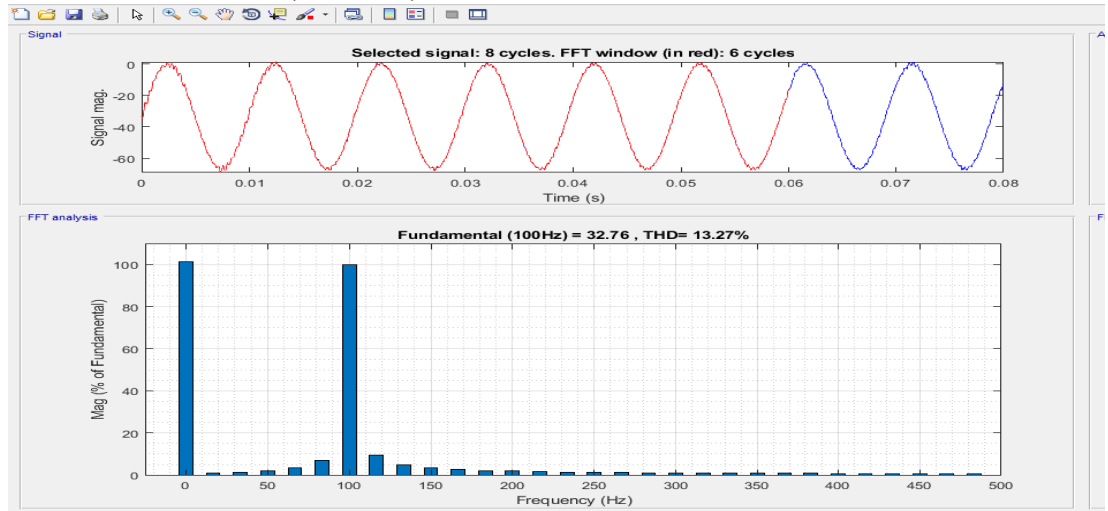 Signal
A
Selected signal: 8 cycles. FFT window (in red): 6 cycles
Signal mag.
0
-20
-40
-60
0 0.01 0.02 0.03 0.04 0.05 0.06 0.07 0.08
Time (s)
FFT analysis
F
Fundamental (100Hz) = 32.76 , THD= 13.27%
Mag (% of Fundamental)
100
80
60
40
20
0
0 50 100 150 200 250 300 350 400 450 500
Frequency (Hz)